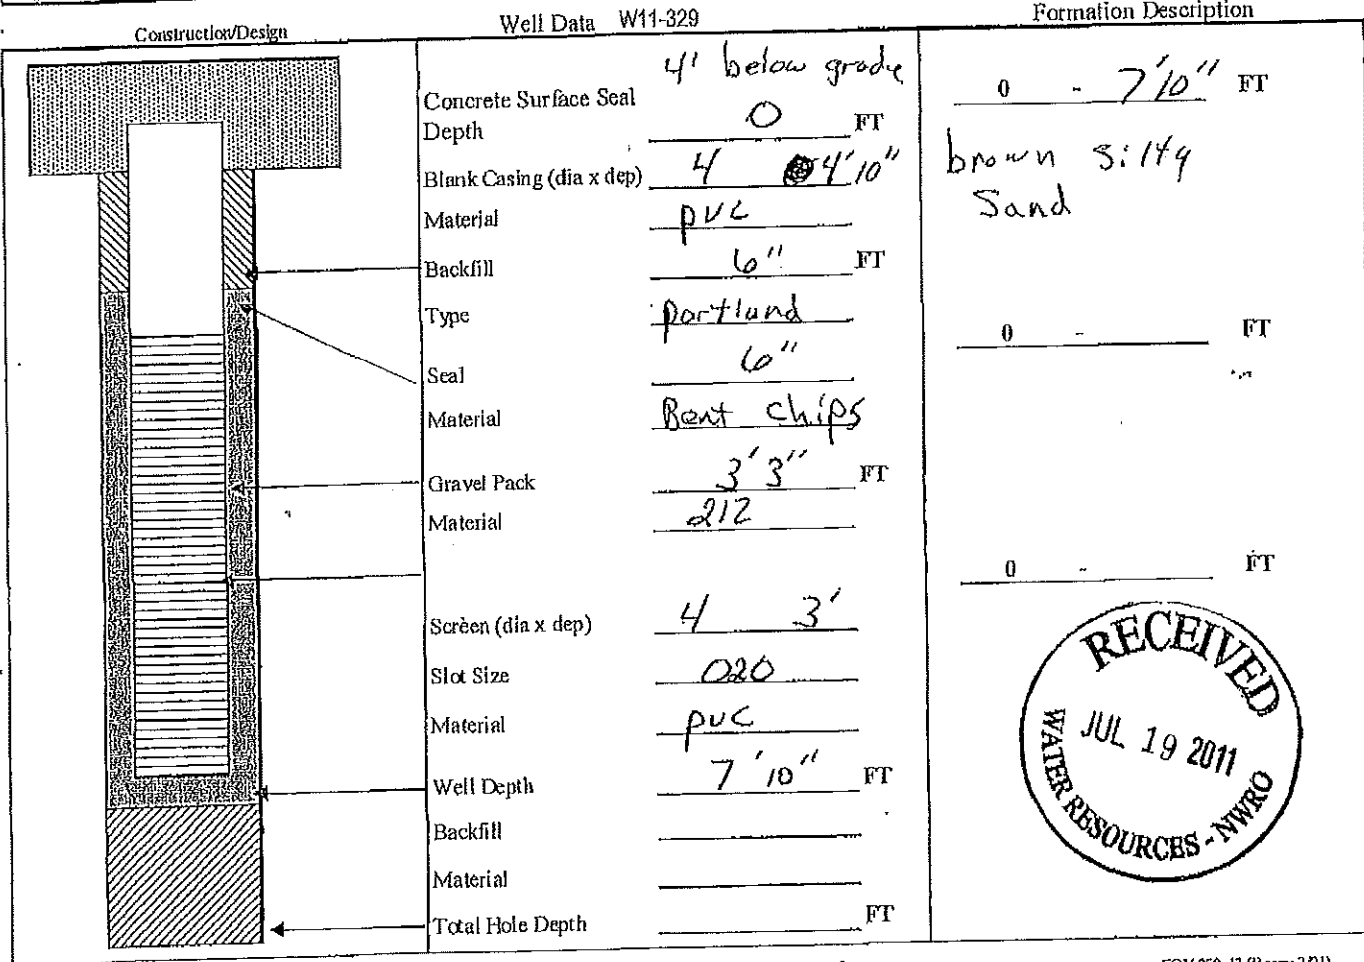 Construction/Design
Well Data W11-329
Formation Description
4' below grade
Concrete Surface Seal
Depth 0 FT
Blank Casing (dia x dep) 4 4'10"
Material pvc
Backfill 6" FT
Type portland
Seal 6"
Material Bent chips
Gravel Pack 3'3" FT
Material 212
Screen (dia x dep) 4 3'
Slot Size 020
Material pvc
Well Depth 7'10" FT
Backfill
Material
Total Hole Depth FT
0 - 7'10" FT
brown silty
Sand
0 - FT
0 - FT
RECEIVED
JUL 19 2011
WATER RESOURCES - NWRO